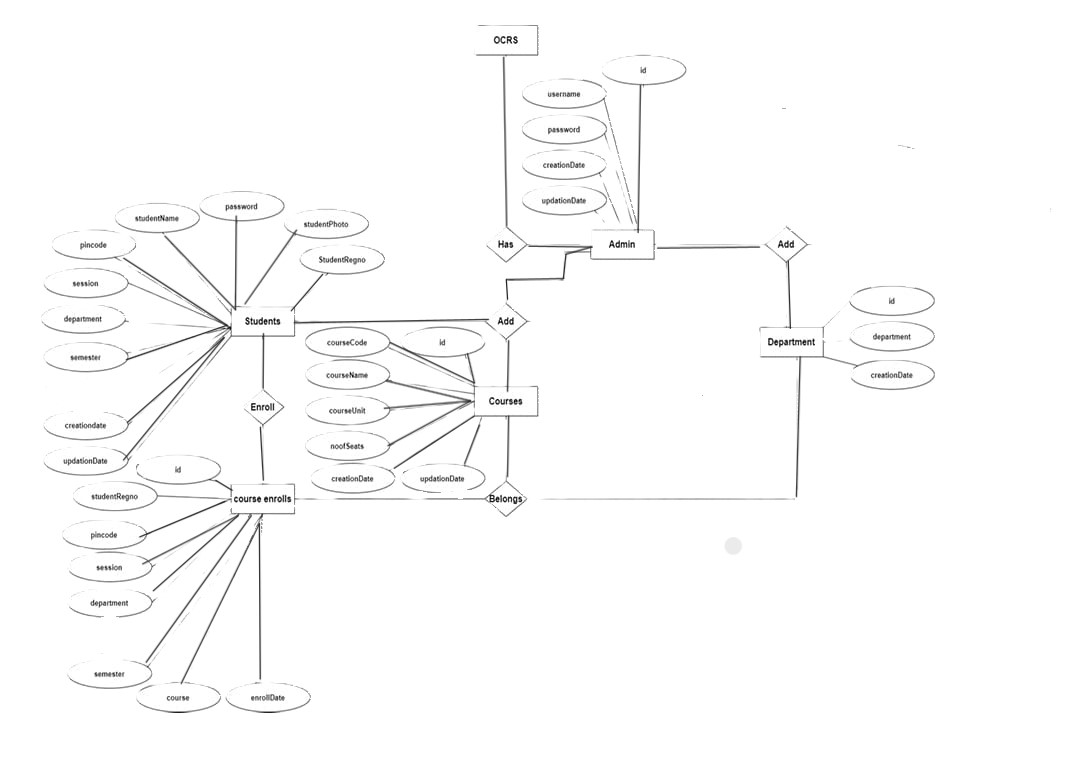 OCRS
id
username
password
creationDate
updationDate
Has
Admin
Add
password
studentName
studentPhoto
pincode
StudentRegno
session
department
semester
Students
creationdate
updationDate
Add
id
department
creationDate
Department
courseCode
id
courseName
courseUnit
noofSeats
creationDate
updationDate
Courses
Enroll
id
studentRegno
course enrolls
Belongs
pincode
session
department
semester
course
enrollDate